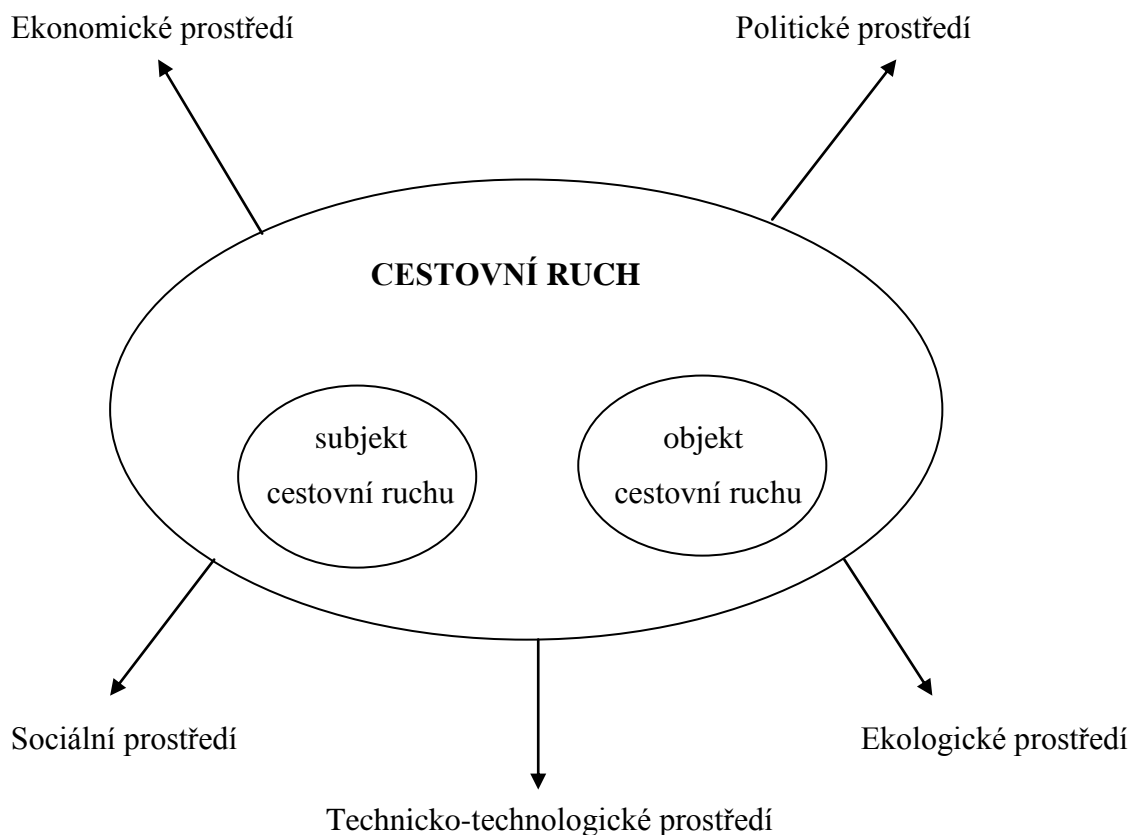 Ekonomické prostředí
Politické prostředí
CESTOVNÍ RUCH
subjekt
cestovní ruchu
objekt
cestovní ruchu
Sociální prostředí
Ekologické prostředí
Technicko-technologické prostředí